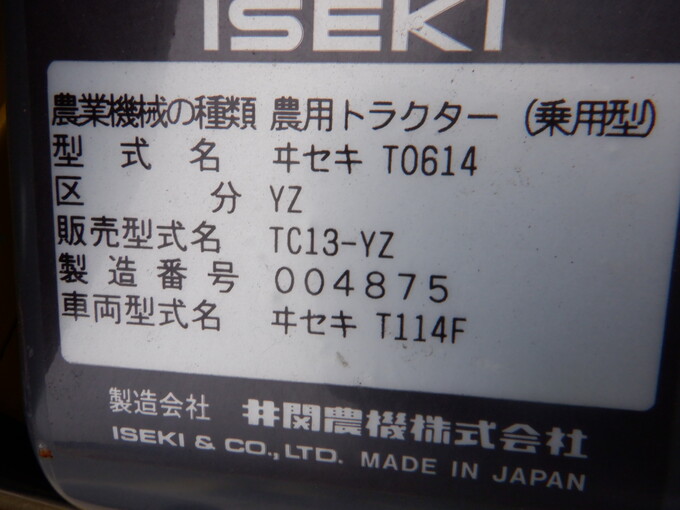 ISEKI
農業機械の種類 農用トラクター (乗用型)
型式名 ヰセキ T0614
区分 YZ
販売型式名 TC13-YZ
製造番号 004875
車両型式名 ヰセキ T114F
製造会社 井関農機株式会社
ISEKI & CO., LTD. MADE IN JAPAN